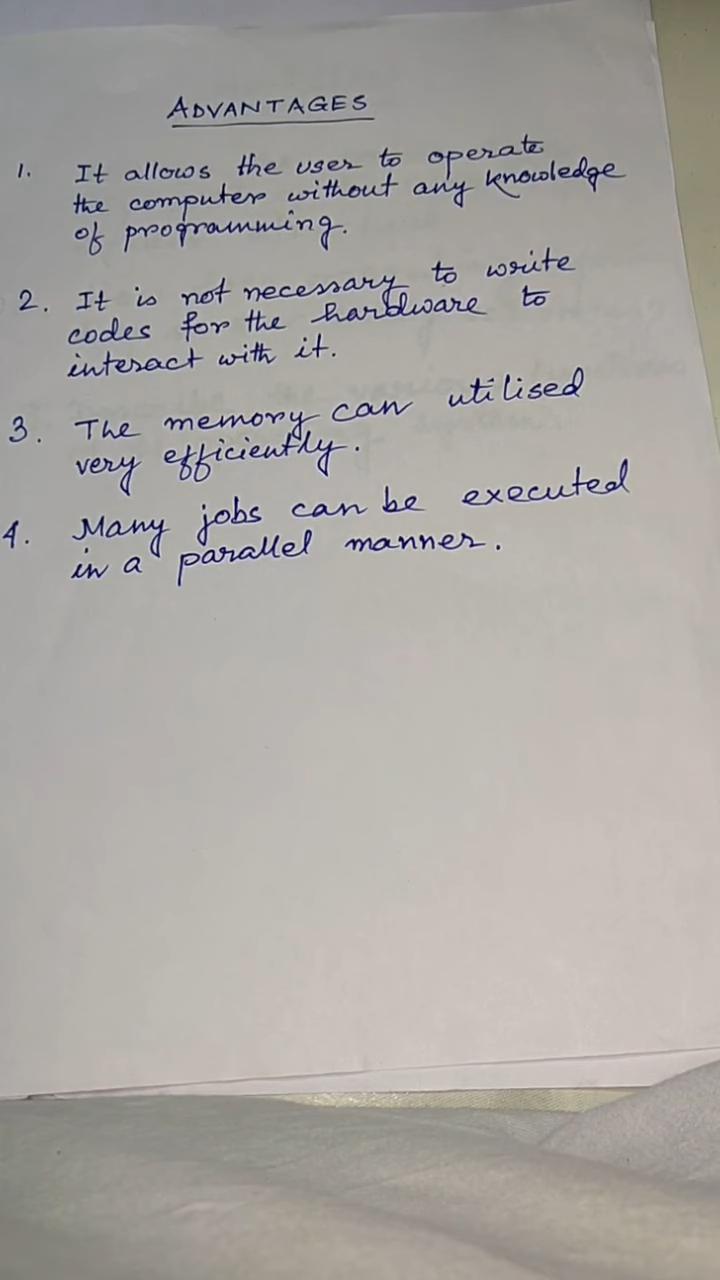 ADVANTAGES
1. It allows the user to operate
the computer without any knowledge
of programming.
2. It is not necessary to write
codes for the hardware to
interact with it.
3. The memory can utilised
very efficiently.
4. Many jobs can be executed
in a parallel manner.